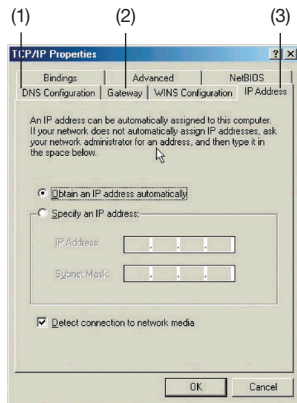 (1) (2) (3)
TCP/IP Properties ? X
Bindings Advanced NetBIOS
DNS Configuration Gateway WINS Configuration IP Address
An IP address can be automatically assigned to this computer.
If your network does not automatically assign IP addresses, ask
your network administrator for an address, and then type it in
the space below.
Obtain an IP address automatically
Specify an IP address:
IP Address:
Subnet Mask:
Detect connection to network media
OK Cancel